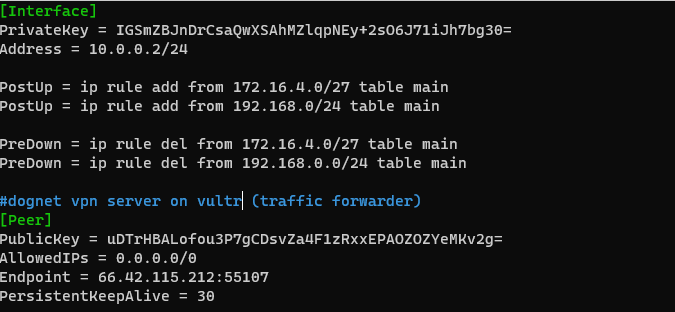 [Interface]
PrivateKey = IGSmZBJnDrCsaQwXSAhMZlqpNEy+2sO6J71iJh7bg30=
Address = 10.0.0.2/24
PostUp = ip rule add from 172.16.4.0/27 table main
PostUp = ip rule add from 192.168.0/24 table main
PreDown = ip rule del from 172.16.4.0/27 table main
PreDown = ip rule del from 192.168.0.0/24 table main
#dognet vpn server on vultr (traffic forwarder)
[Peer]
PublicKey = uDTrHBALofou3P7gCDsvZa4F1zRxxEPAOZOZYeMKv2g=
AllowedIPs = 0.0.0.0/0
Endpoint = 66.42.115.212:55107
PersistentKeepAlive = 30